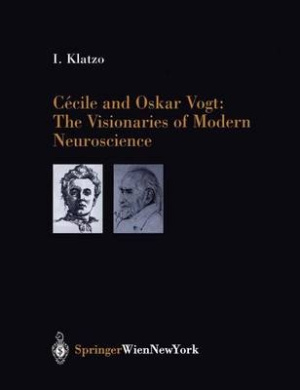 I. Klatzo
Cécile and Oskar Vogt:
The Visionaries of Modern
Neuroscience
SpringerWienNewYork